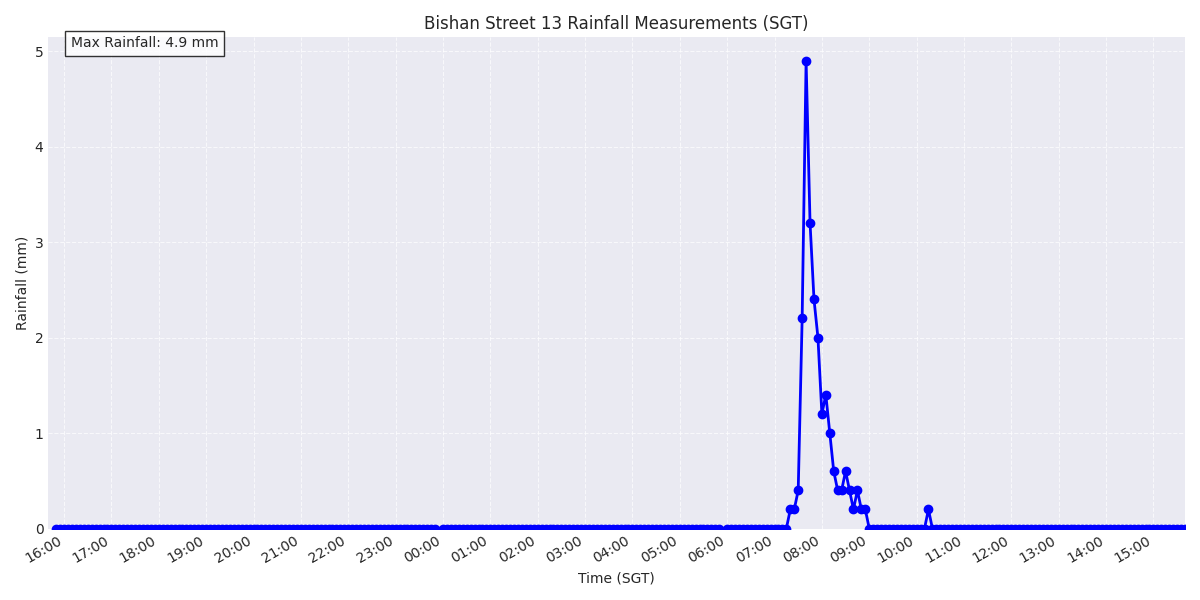 Bishan Street 13 Rainfall Measurements (SGT)
Max Rainfall: 4.9 mm
5
4
3
2
1
0
Rainfall (mm)
16:00 17:00 18:00 19:00 20:00 21:00 22:00 23:00 00:00 01:00 02:00 03:00 04:00 05:00 06:00 07:00 08:00 09:00 10:00 11:00 12:00 13:00 14:00 15:00
Time (SGT)